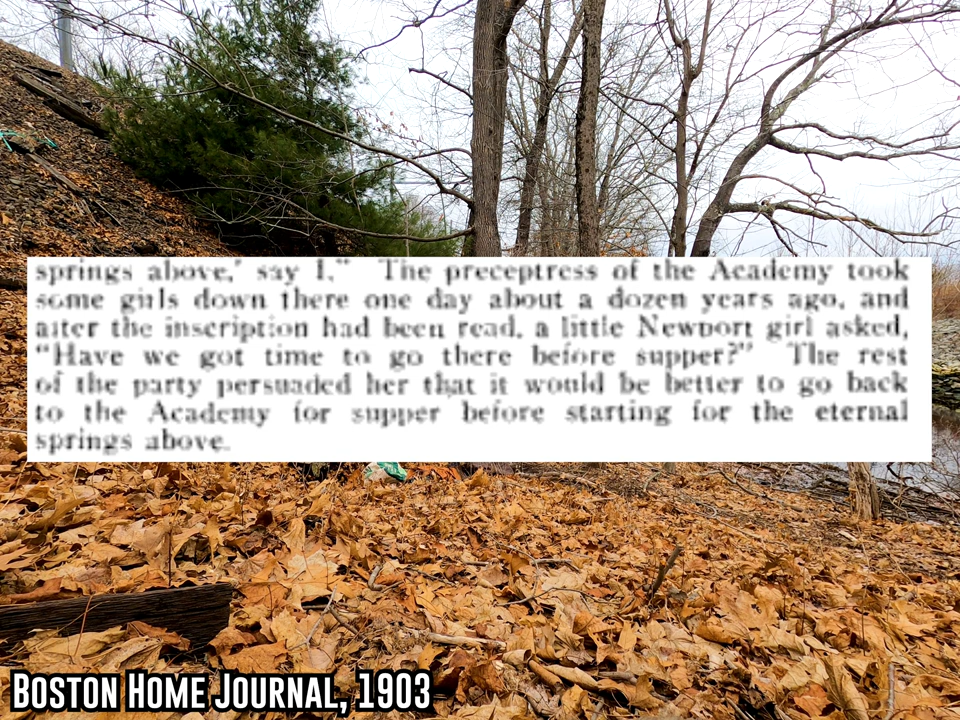 springs above,' say I." The preceptress of the Academy took
some girls down there one day about a dozen years ago, and
after the inscription had been read, a little Newport girl asked,
"Have we got time to go there before supper?" The rest
of the party persuaded her that it would be better to go back
to the Academy for supper before starting for the eternal
springs above.
BOSTON HOME JOURNAL, 1903